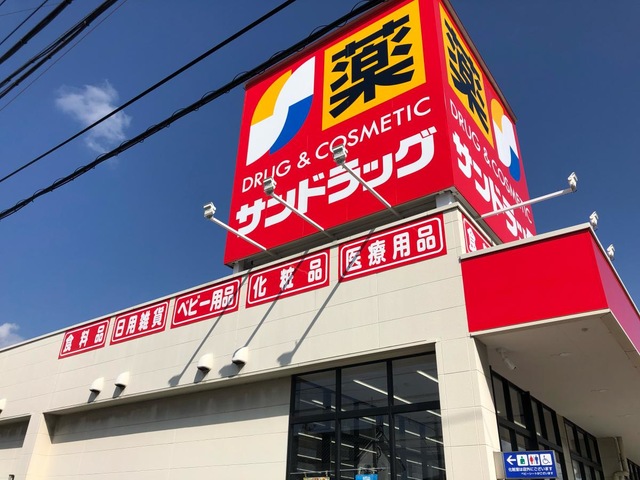 薬
DRUG & COSMETIC
サンドラッグ
薬
DRUG & COSMETIC
サンドラッグ
食料品
日用雑貨
ベビー用品
化粧品
医療用品